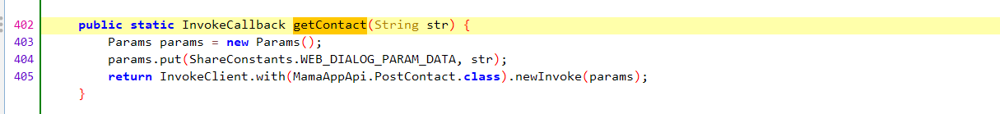 402 public static InvokeCallback getContact(String str) {
403 Params params = new Params();
404 params.put(ShareConstants.WEB_DIALOG_PARAM_DATA, str);
405 return InvokeClient.with(MamaAppApi.PostContact.class).newInvoke(params);
}